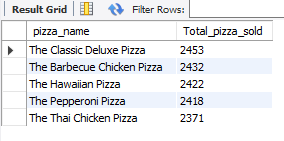 Result Grid Filter Rows:
pizza_name Total_pizza_sold
The Classic Deluxe Pizza 2453
The Barbecue Chicken Pizza 2432
The Hawaiian Pizza 2422
The Pepperoni Pizza 2418
The Thai Chicken Pizza 2371